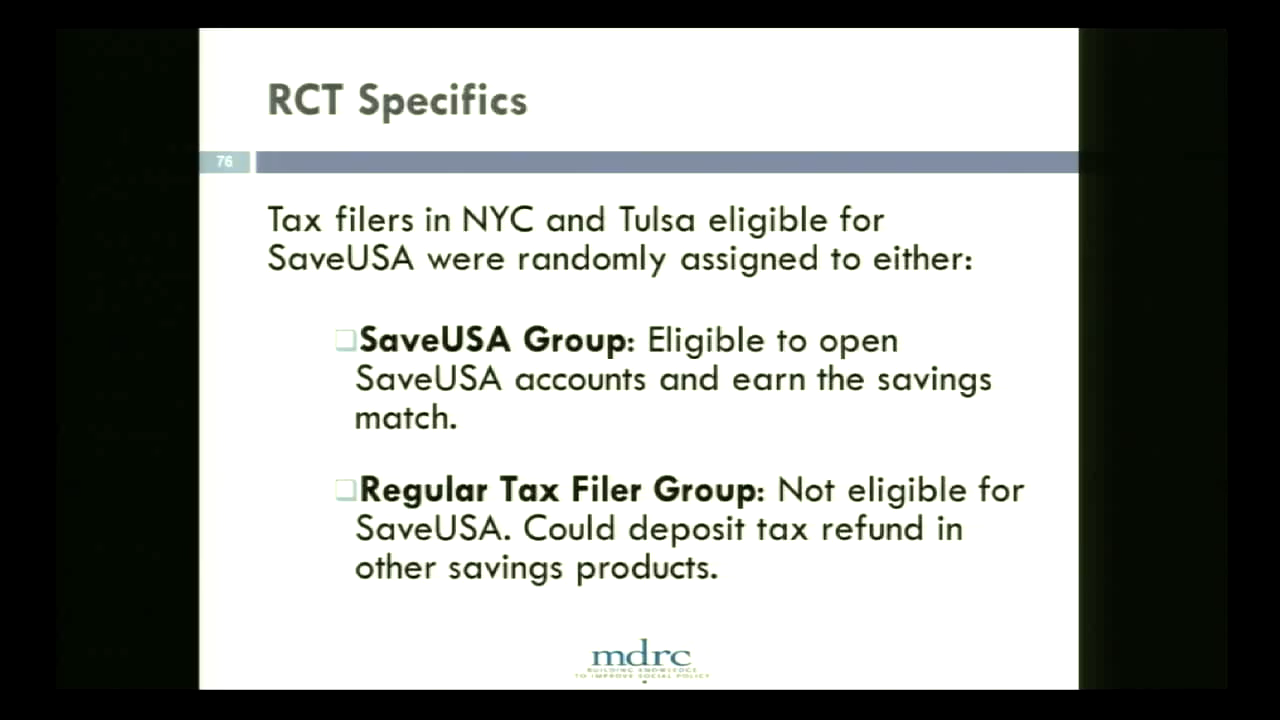 RCT Specifics
76
Tax filers in NYC and Tulsa eligible for
SaveUSA were randomly assigned to either:
SaveUSA Group: Eligible to open
SaveUSA accounts and earn the savings
match.
Regular Tax Filer Group: Not eligible for
SaveUSA. Could deposit tax refund in
other savings products.
mdrc
BUILDING KNOWLEDGE
TO IMPROVE SOCIAL POLICY